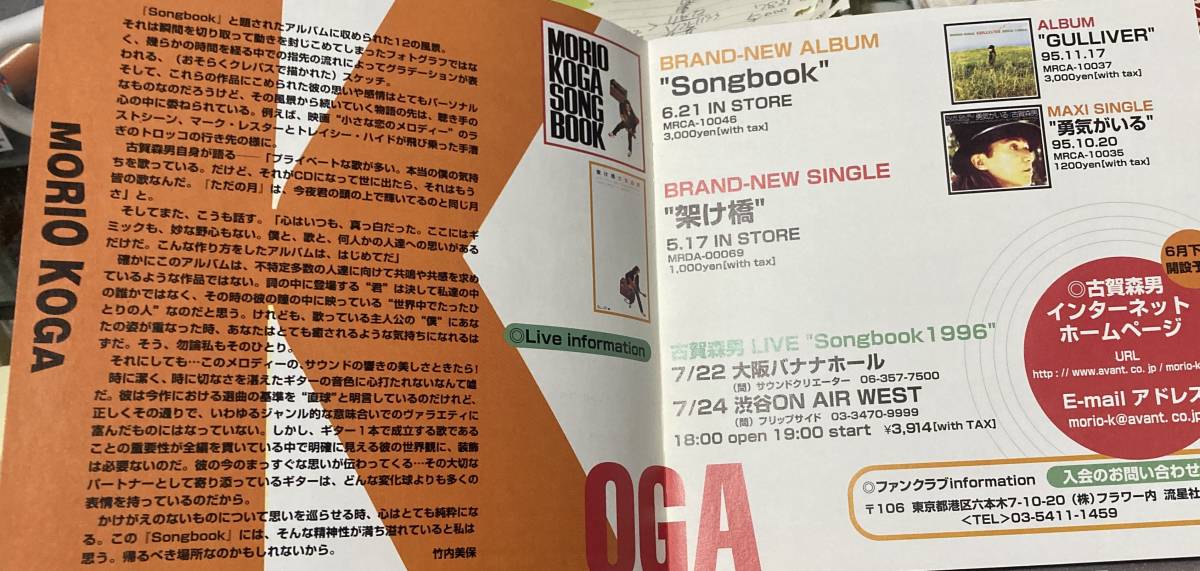 MORIO KOGA
『Songbook』と題されたアルバムに収められた12の風景。
それは瞬間を切り取って動きを封じこめてしまったフォトグラフではな
く、幾らかの時間を経る中での指先の流れによってグラデーションが表
われる、（おそらくクレパスで描かれた）スケッチ。
そして、これらの作品にこめられた彼の思いや感情はとてもパーソナル
なものなのだろうけど、その風景から続いていく物語の先は、聴き手の
心の中に委ねられている。例えば、映画“小さな恋のメロディー”のラ
ストシーン、マーク・レスターとトレイシー・ハイドが飛び乗った手漕
ぎのトロッコの行き先の様に。
古賀森男自身が語る──「プライベートな歌が多い。本当の僕の気持
ちを歌っている。だけど、それがCDになって世に出たら、それはもう
皆の歌なんだ。『ただの月』は、今夜君の頭の上で輝いてるのと同じ月
さ」と。
そしてまた、こうも話す。「心はいつも、真っ白だった。ここにはギ
ミックも、妙な野心もない。僕と、歌と、何人かの人達への思いがある
だけだ。こんな作り方をしたアルバムは、はじめてだ」
確かにこのアルバムは、不特定多数の人達に向けて共鳴や共感を求め
ているような作品ではない。詞の中に登場する“君”は決して私達の中
の誰かではなく、その時の彼の瞳の中に映っている“世界中でたったひ
とりの人”なのだと思う。けれども、歌っている主人公の“僕”にあな
たの姿が重なった時、あなたはとても癒されるような気持ちになれるは
ずだ。そう、勿論私もそのひとり。
それにしても…このメロディーの、サウンドの響きの美しさときたら!
時に潔く、時に切なさを湛えたギターの音色に心打たれないなんて嘘
だ。彼は今作における選曲の基準を“直球”と明言しているのだけれど、
正しくその通りで、いわゆるジャンル的な意味合いでのヴァラエティに
富んだものにはなっていない。しかし、ギター1本で成立する歌である
ことの重要性が全編を貫いている中で明確に見える彼の世界観に、装飾
は必要ないのだ。彼の今のまっすぐな思いが伝わってくる…その大切な
パートナーとして寄り添っているギターは、どんな変化球よりも多くの
表情を持っているのだから。
かけがえのないものについて思いを巡らせる時、心はとても純粋にな
る。この『Songbook』には、そんな精神性が満ち溢れていると私は
思う。帰るべき場所なのかもしれないから。
竹内美保
MORIO
KOGA
SONG
BOOK
BRAND-NEW ALBUM
"Songbook"
6.21 IN STORE
MRCA-10046
3,000yen[with tax]
BRAND-NEW SINGLE
"架け橋"
5.17 IN STORE
MRDA-00069
1,000yen[with tax]
ALBUM
"GULLIVER"
95.11.17
MRCA-10037
3,000yen[with tax]
MAXI SINGLE
"勇気がいる"
95.10.20
MRCA-10035
1200yen[with tax]
◎Live information
古賀森男 LIVE "Songbook1996"
7/22 大阪バナナホール
(問) サウンドクリエーター 06-357-7500
7/24 渋谷ON AIR WEST
(問) フリップサイド 03-3470-9999
18:00 open 19:00 start ¥3,914[with TAX]
6月下
開設予
◎古賀森男
インターネット
ホームページ
URL
http://www.avant.co.jp/morio-k
E-mail アドレス
morio-k@avant.co.jp
◎ファンクラブinformation
入会のお問い合わせ
〒106 東京都港区六本木7-10-20 (株)フラワー内 流星社
<TEL>03-5411-1459
OGA